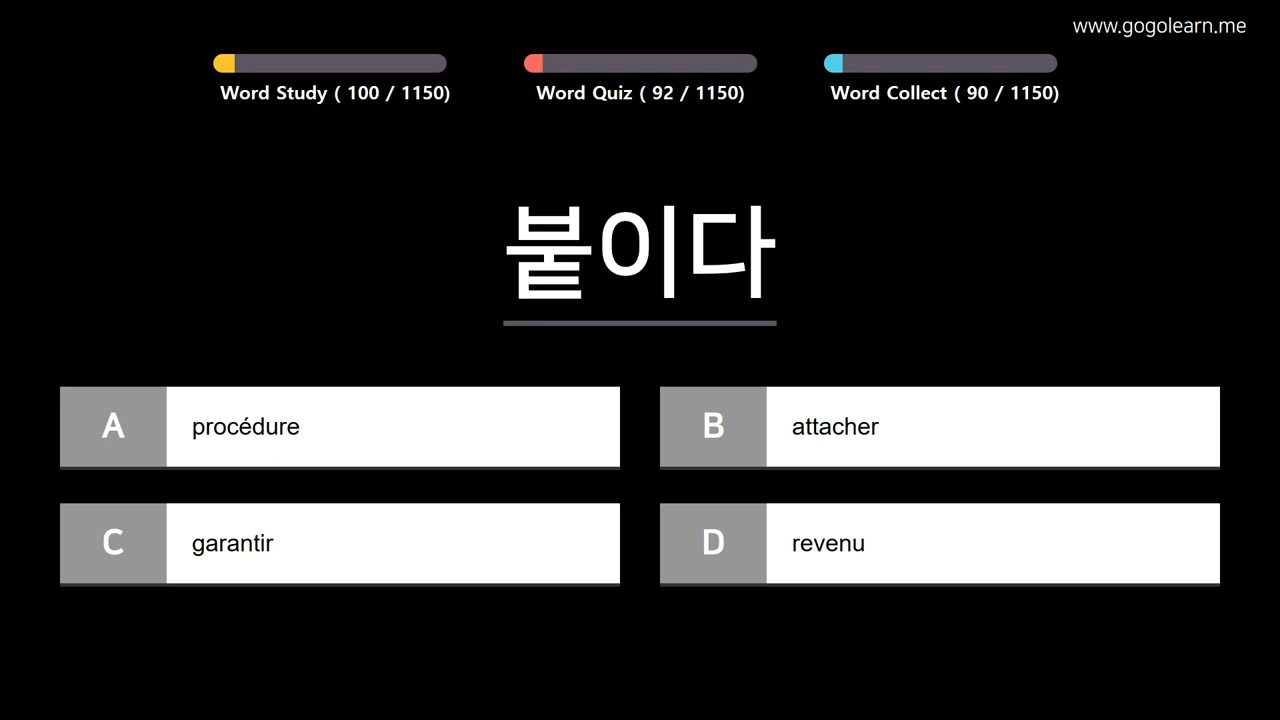 www.gogolearn.me
Word Study ( 100 / 1150)
Word Quiz ( 92 / 1150)
Word Collect ( 90 / 1150)
붙이다
A procédure
B attacher
C garantir
D revenu